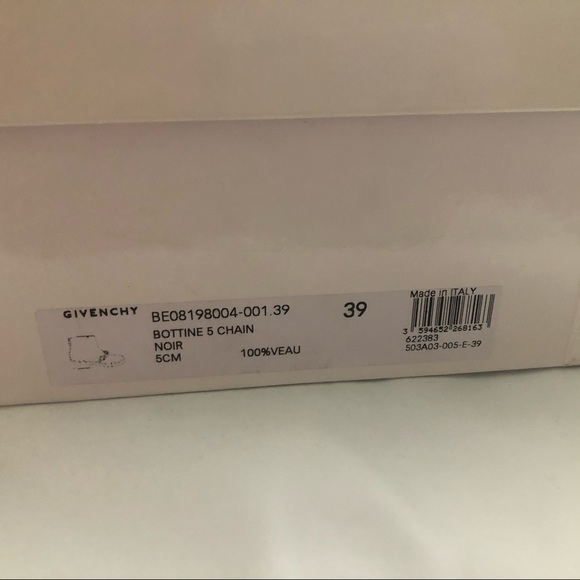 GIVENCHY
BE08198004-001.39
BOTTINE 5 CHAIN
NOIR
5CM 100%VEAU
39
Made in ITALY
3 594652 268163
622383
503A03-005-E-39